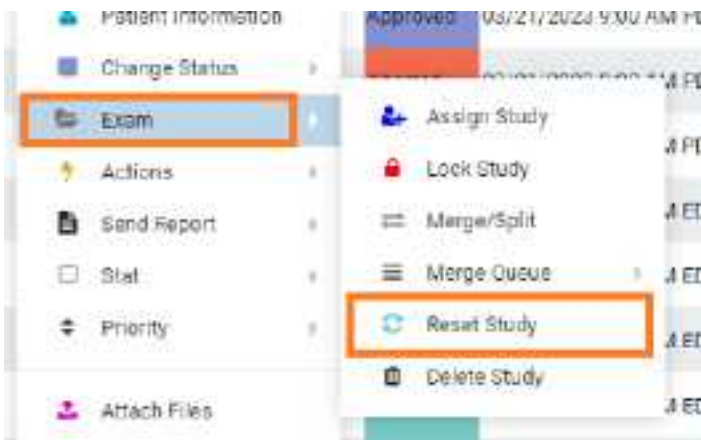 Patient Information
Approved 03/21/2023 9:00 AM
Change Status
Exam
Assign Study
Actions
Lock Study
Send Report
Merge/Split
Stat
Merge Queue
Priority
Reset Study
Delete Study
Attach Files